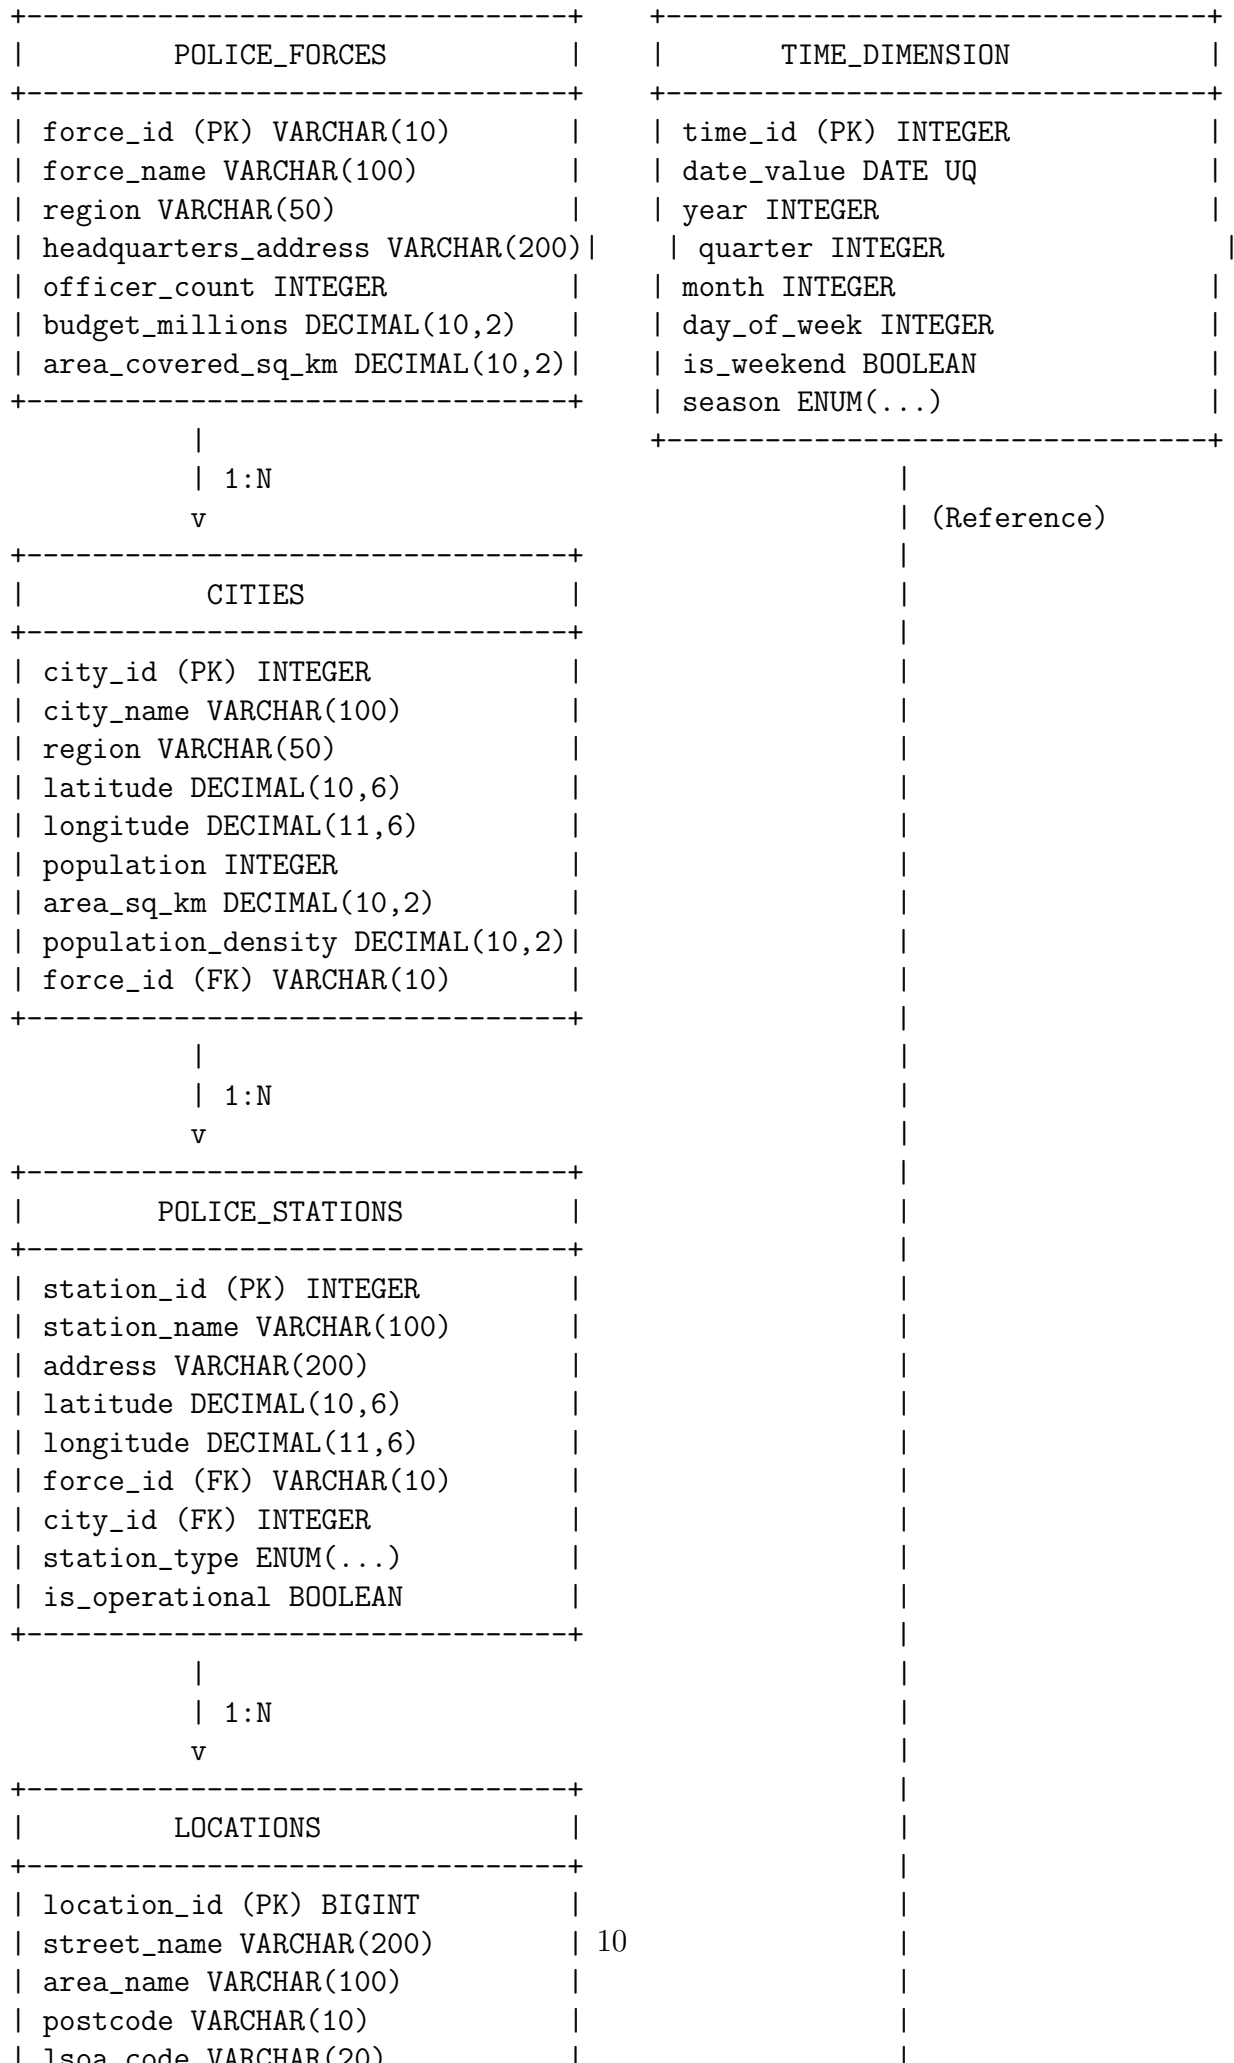 +---------------------------------+    +---------------------------------+
|         POLICE_FORCES           |    |       TIME_DIMENSION            |
+---------------------------------+    +---------------------------------+
| force_id (PK) VARCHAR(10)       |    | time_id (PK) INTEGER            |
| force_name VARCHAR(100)         |    | date_value DATE UQ              |
| region VARCHAR(50)              |    | year INTEGER                    |
| headquarters_address VARCHAR(200)|    | quarter INTEGER                 |
| officer_count INTEGER           |    | month INTEGER                   |
| budget_millions DECIMAL(10,2)   |    | day_of_week INTEGER             |
| area_covered_sq_km DECIMAL(10,2)|    | is_weekend BOOLEAN              |
+---------------------------------+    | season ENUM(...)                |
           |                           +---------------------------------+
           | 1:N                                      |
           v                                          | (Reference)
+---------------------------------+                   |
|           CITIES                |                   |
+---------------------------------+                   |
| city_id (PK) INTEGER            |                   |
| city_name VARCHAR(100)          |                   |
| region VARCHAR(50)              |                   |
| latitude DECIMAL(10,6)          |                   |
| longitude DECIMAL(11,6)         |                   |
| population INTEGER              |                   |
| area_sq_km DECIMAL(10,2)        |                   |
| population_density DECIMAL(10,2)|                   |
| force_id (FK) VARCHAR(10)       |                   |
+---------------------------------+                   |
           |                                          |
           | 1:N                                      |
           v                                          |
+---------------------------------+                   |
|        POLICE_STATIONS          |                   |
+---------------------------------+                   |
| station_id (PK) INTEGER         |                   |
| station_name VARCHAR(100)       |                   |
| address VARCHAR(200)            |                   |
| latitude DECIMAL(10,6)          |                   |
| longitude DECIMAL(11,6)         |                   |
| force_id (FK) VARCHAR(10)       |                   |
| city_id (FK) INTEGER            |                   |
| station_type ENUM(...)          |                   |
| is_operational BOOLEAN          |                   |
+---------------------------------+                   |
           |                                          |
           | 1:N                                      |
           v                                          |
+---------------------------------+                   |
|         LOCATIONS               |                   |
+---------------------------------+                   |
| location_id (PK) BIGINT         |                   |
| street_name VARCHAR(200)        | 10                |
| area_name VARCHAR(100)          |                   |
| postcode VARCHAR(10)            |                   |
| lsoa_code VARCHAR(20)           |                   |